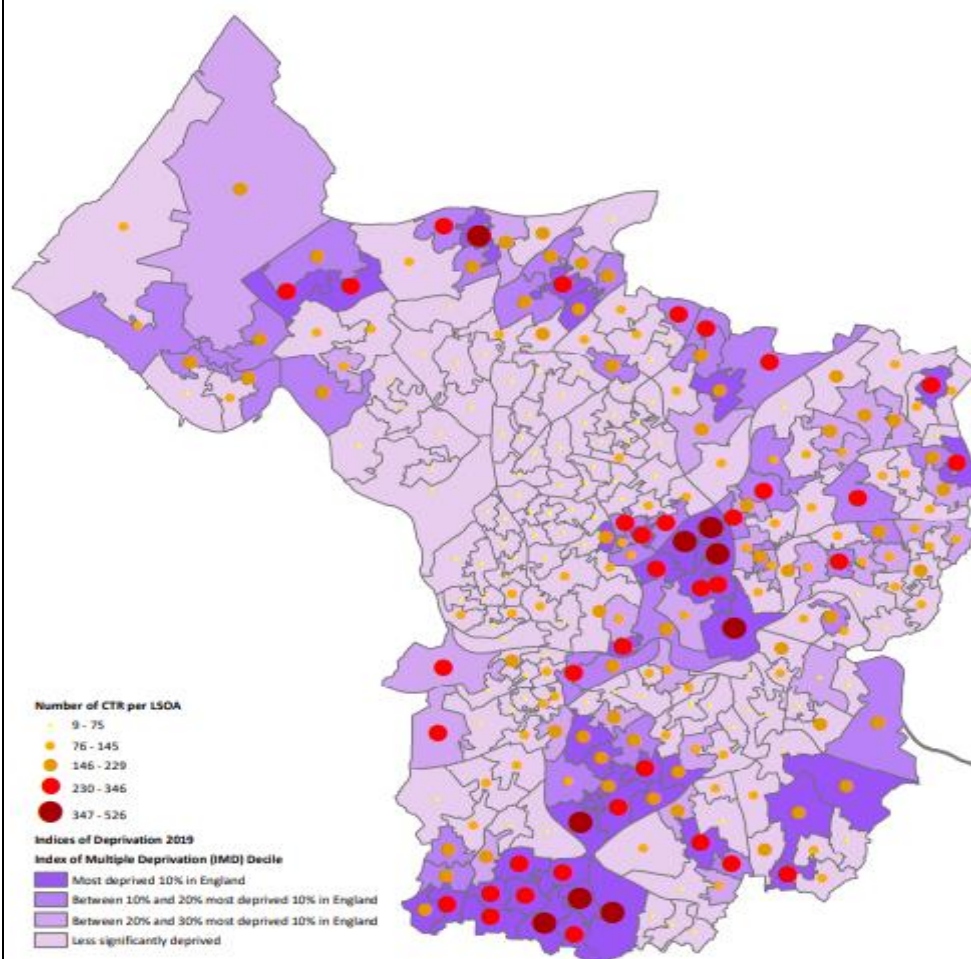 Number of CTR per LSOA
9 - 75
76 - 145
146 - 229
230 - 346
347 - 526
Indices of Deprivation 2019
Index of Multiple Deprivation (IMD) Decile
Most deprived 10% in England
Between 10% and 20% most deprived 10% in England
Between 20% and 30% most deprived 10% in England
Less significantly deprived